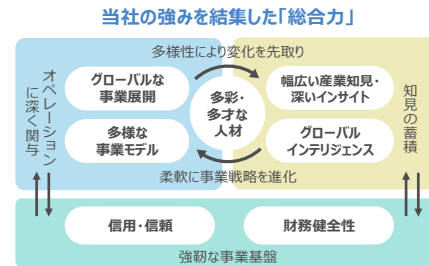 当社の強みを結集した「総合力」
多様性により変化を先取り
オペレーション
に深く関与
グローバルな
事業展開
多様な
事業モデル
多彩・
多才な
人材
幅広い産業知見・
深いインサイト
グローバル
インテリジェンス
知見の蓄積
柔軟に事業戦略を進化
信用・信頼
財務健全性
強靭な事業基盤